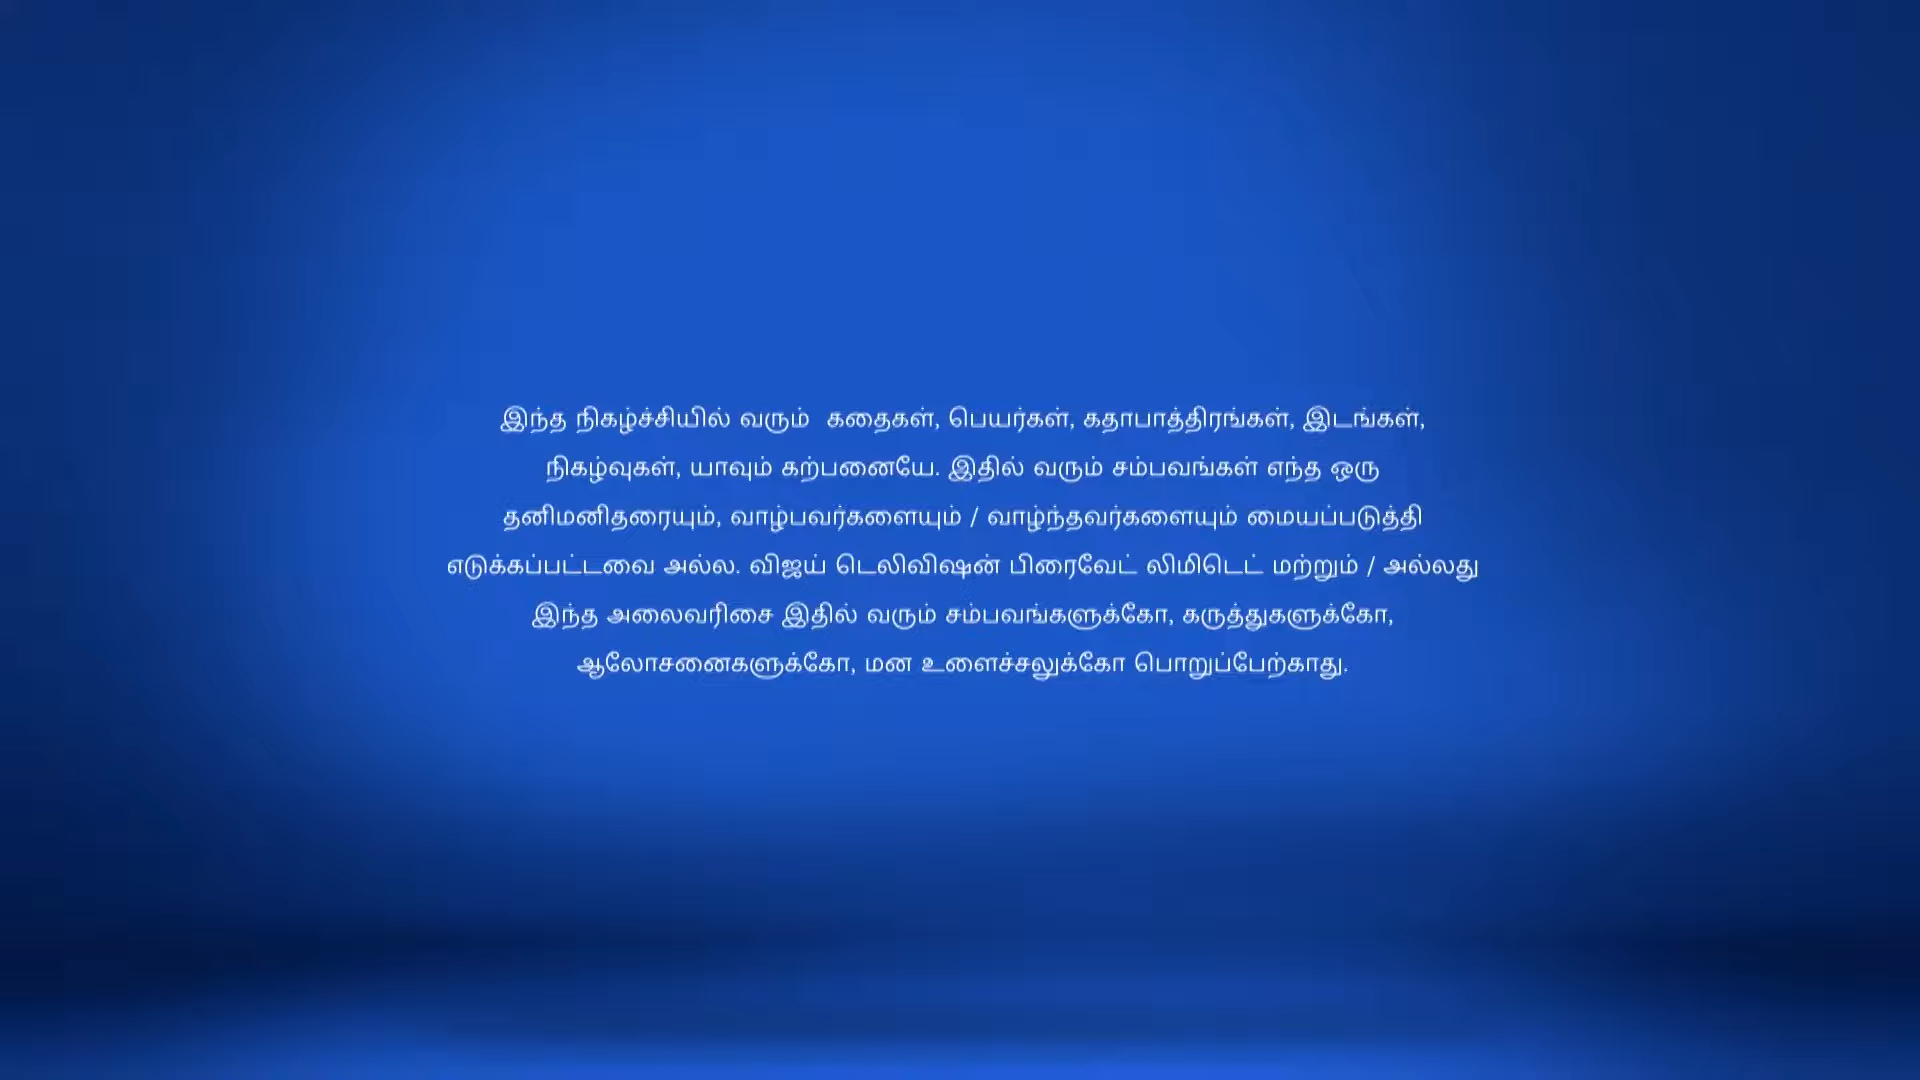 இந்த நிகழ்ச்சியில் வரும் கதைகள், பெயர்கள், கதாபாத்திரங்கள், இடங்கள்,
நிகழ்வுகள், யாவும் கற்பனையே. இதில் வரும் சம்பவங்கள் எந்த ஒரு
தனிமனிதரையும், வாழ்பவர்களையும் / வாழ்ந்தவர்களையும் மையப்படுத்தி
எடுக்கப்பட்டவை அல்ல. விஜய் டெலிவிஷன் பிரைவேட் லிமிடெட் மற்றும் / அல்லது
இந்த அலைவரிசை இதில் வரும் சம்பவங்களுக்கோ, கருத்துகளுக்கோ,
ஆலோசனைகளுக்கோ, மன உளைச்சலுக்கோ பொறுப்பேற்காது.